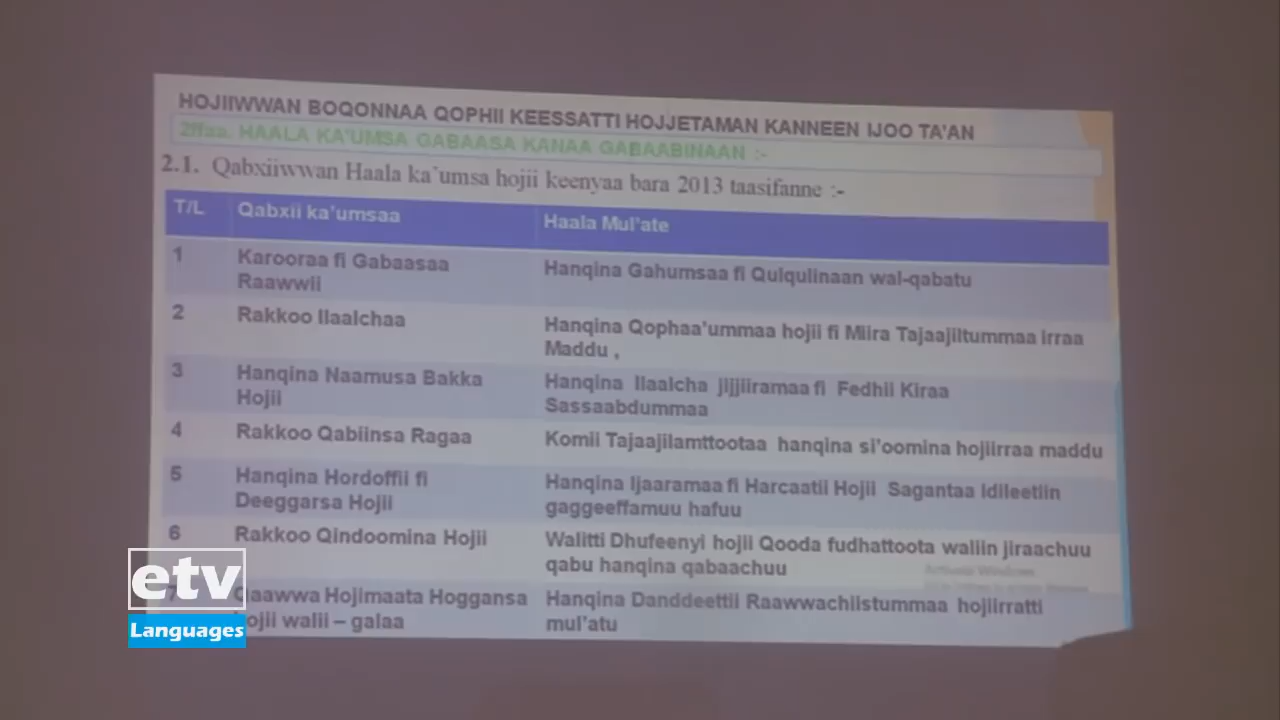 HOJIIWWAN BOQONNAA QOPHII KEESSATTI HOJJETAMAN KANNEEN IJOO TA'AN
2ffaa. HAALA KA'UMSA GABAASA KANAA GABAABINAAN :-
2.1. Qabxiiwwan Haala ka`umsa hojii keenyaa bara 2013 taasifanne :-
T/L Qabxii ka'umsaa Haala Mul'ate
1 Karooraa fi Gabaasaa Raawwii Hanqina Gahumsaa fi Qulqulinaan wal-qabatu
2 Rakkoo Ilaalchaa Hanqina Qophaa'ummaa hojii fi Miira Tajaajiltummaa irraa Maddu ,
3 Hanqina Naamusa Bakka Hojii Hanqina Ilaalcha jijjiiramaa fi Fedhii Kiraa Sassaabdummaa
4 Rakkoo Qabiinsa Ragaa Komii Tajaajilamttootaa hanqina si'oomina hojiirraa maddu
5 Hanqina Hordoffii fi Deeggarsa Hojii Hanqina Ijaaramaa fi Harcaatii Hojii Sagantaa Idileetiin gaggeeffamuu hafuu
6 Rakkoo Qindoomina Hojii Walitti Dhufeenyi hojii Qooda fudhattoota waliin jiraachuu qabu hanqina qabaachuu
7 Qaawwa Hojimaata Hoggansa hojii walii – galaa Hanqina Danddeettii Raawwachiistummaa hojiirratti mul'atu
Activate Windows
etv
Languages